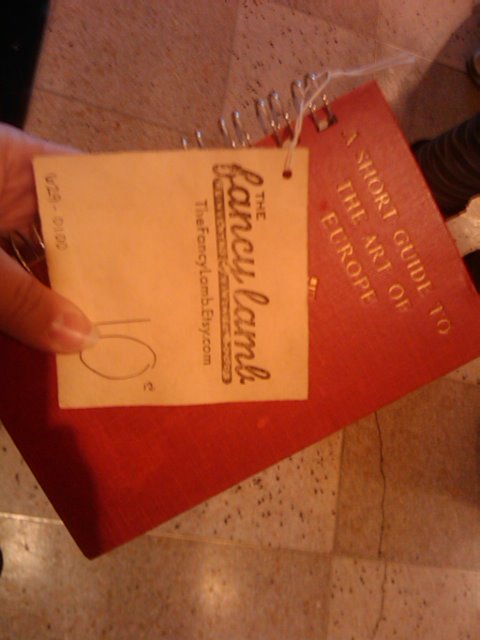 A SHORT GUIDE TO
THE ART OF
EUROPE
THE
fancy lamb
TheFancyLamb.Etsy.com
10